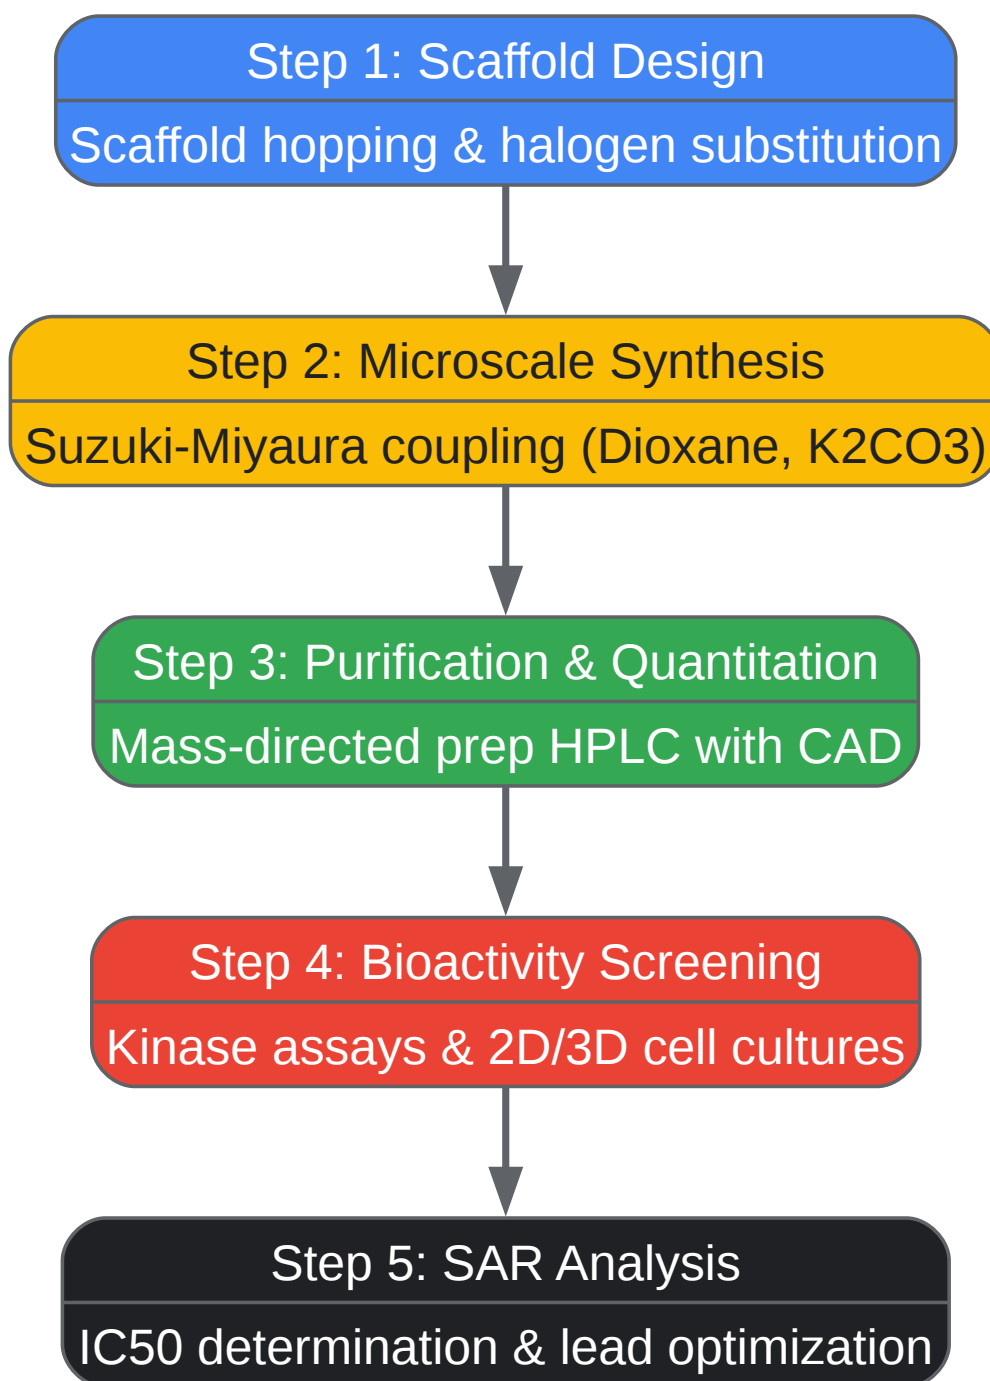 Step 1: Scaffold Design
Scaffold hopping & halogen substitution
Step 2: Microscale Synthesis
Suzuki-Miyaura coupling (Dioxane, K2CO3)
Step 3: Purification & Quantitation
Mass-directed prep HPLC with CAD
Step 4: Bioactivity Screening
Kinase assays & 2D/3D cell cultures
Step 5: SAR Analysis
IC50 determination & lead optimization